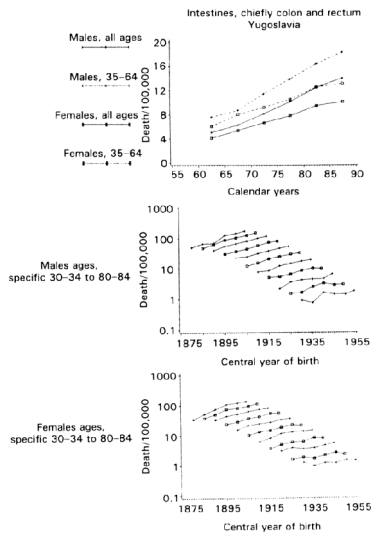 Intestines, chiefly colon and rectum
Yugoslavia
Males, all ages
Males, 35–64
Females, all ages
Females, 35–64
Death/100,000
20
16
12
8
4
0
55 60 65 70 75 80 85 90
Calendar years
Males ages,
specific 30–34 to 80–84
Death/100,000
1000
100
10
1
0.1
1875 1895 1915 1935 1955
Central year of birth
Females ages,
specific 30–34 to 80–84
Death/100,000
1000
100
10
1
0.1
1875 1895 1915 1935 1955
Central year of birth